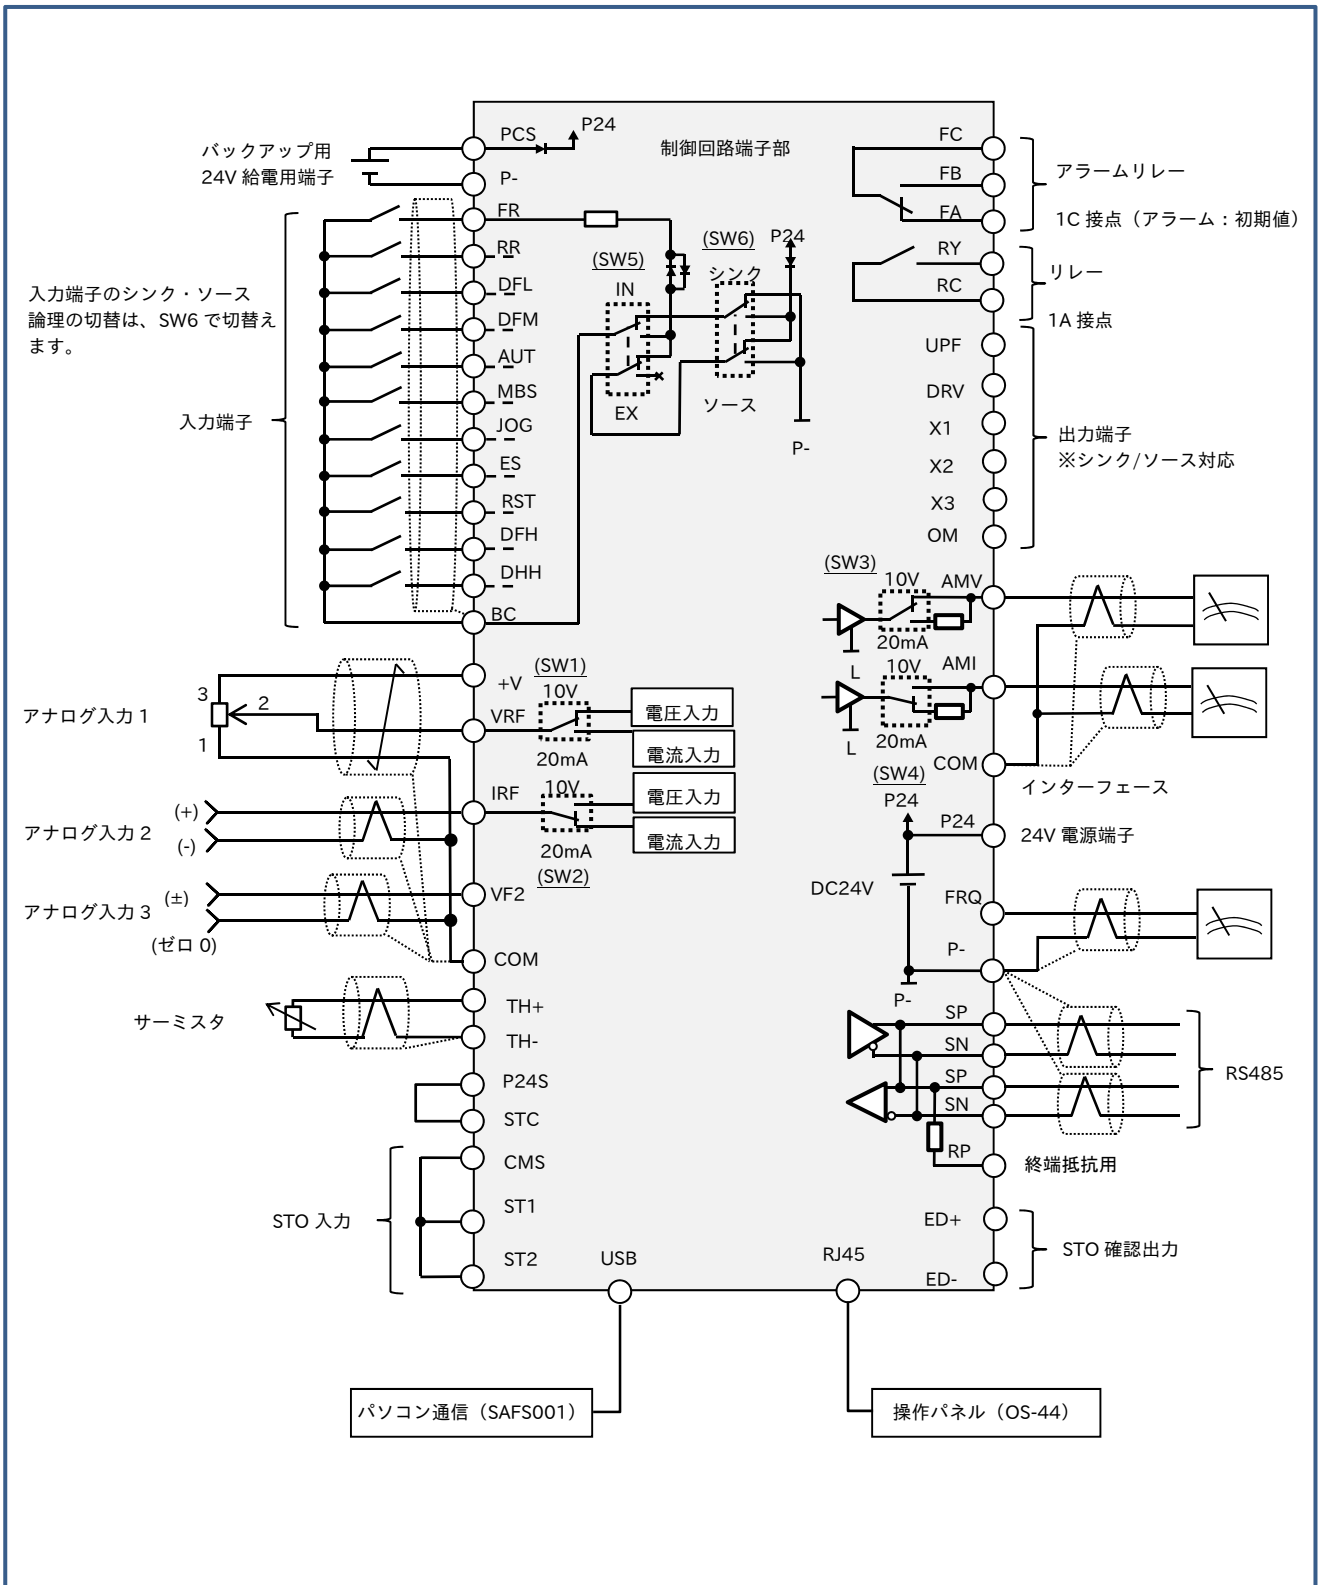 制御回路端子部
バックアップ用
24V 給電用端子
PCS
P24
P-
FR
RR
DFL
DFM
AUT
MBS
JOG
ES
RST
DFH
DHH
BC
入力端子のシンク・ソース
論理の切替は、SW6 で切替え
ます。
入力端子
(SW5)
IN
EX
(SW6)
シンク
ソース
P24
P-
FC
FB
FA
アラームリレー
1C 接点（アラーム：初期値）
RY
RC
リレー
1A 接点
UPF
DRV
X1
X2
X3
OM
出力端子
※シンク/ソース対応
(SW3)
10V
AMV
20mA
L
10V
AMI
20mA
L
(SW4)
COM
インターフェース
アナログ入力 1
3
2
1
+V
VRF
(SW1)
10V
20mA
電圧入力
電流入力
アナログ入力 2
(+)
(-)
IRF
10V
20mA
(SW2)
電圧入力
電流入力
アナログ入力 3
(±)
(ゼロ 0)
VF2
COM
P24
P24
24V 電源端子
DC24V
FRQ
P-
P-
サーミスタ
TH+
TH-
P24S
STC
STO 入力
CMS
ST1
ST2
SP
SN
SP
SN
RS485
RP
終端抵抗用
ED+
ED-
STO 確認出力
USB
RJ45
パソコン通信（SAFS001）
操作パネル（OS-44）